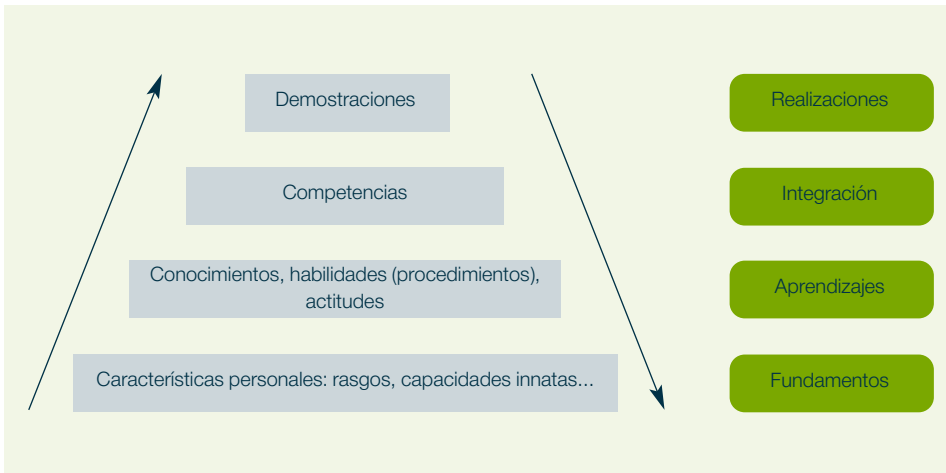 Demostraciones
Realizaciones
Competencias
Integración
Conocimientos, habilidades (procedimientos),
actitudes
Aprendizajes
Características personales: rasgos, capacidades innatas...
Fundamentos